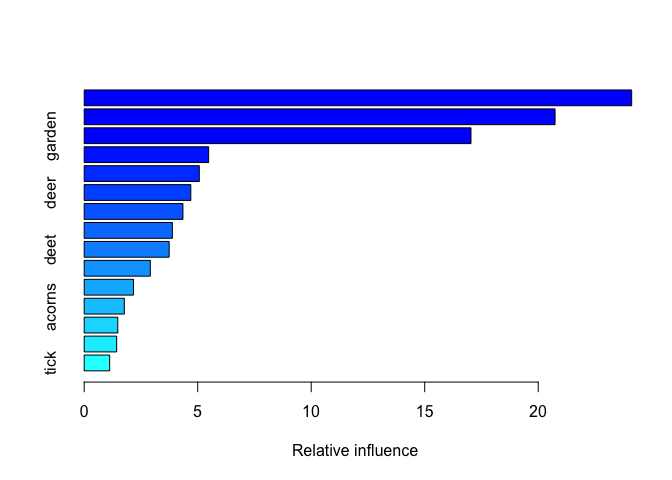 garden
deer
deet
acorns
tick
0 5 10 15 20
Relative influence